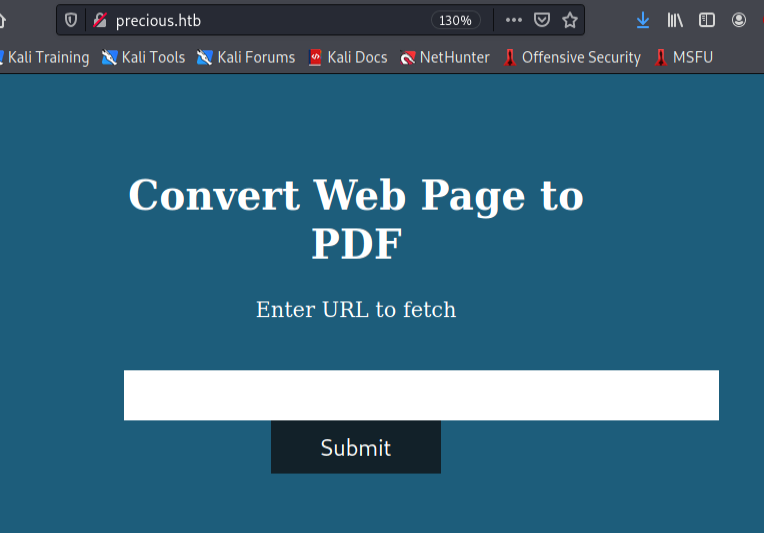 precious.htb 130%
Kali Training Kali Tools Kali Forums Kali Docs NetHunter Offensive Security MSFU
Convert Web Page to
PDF
Enter URL to fetch
Submit